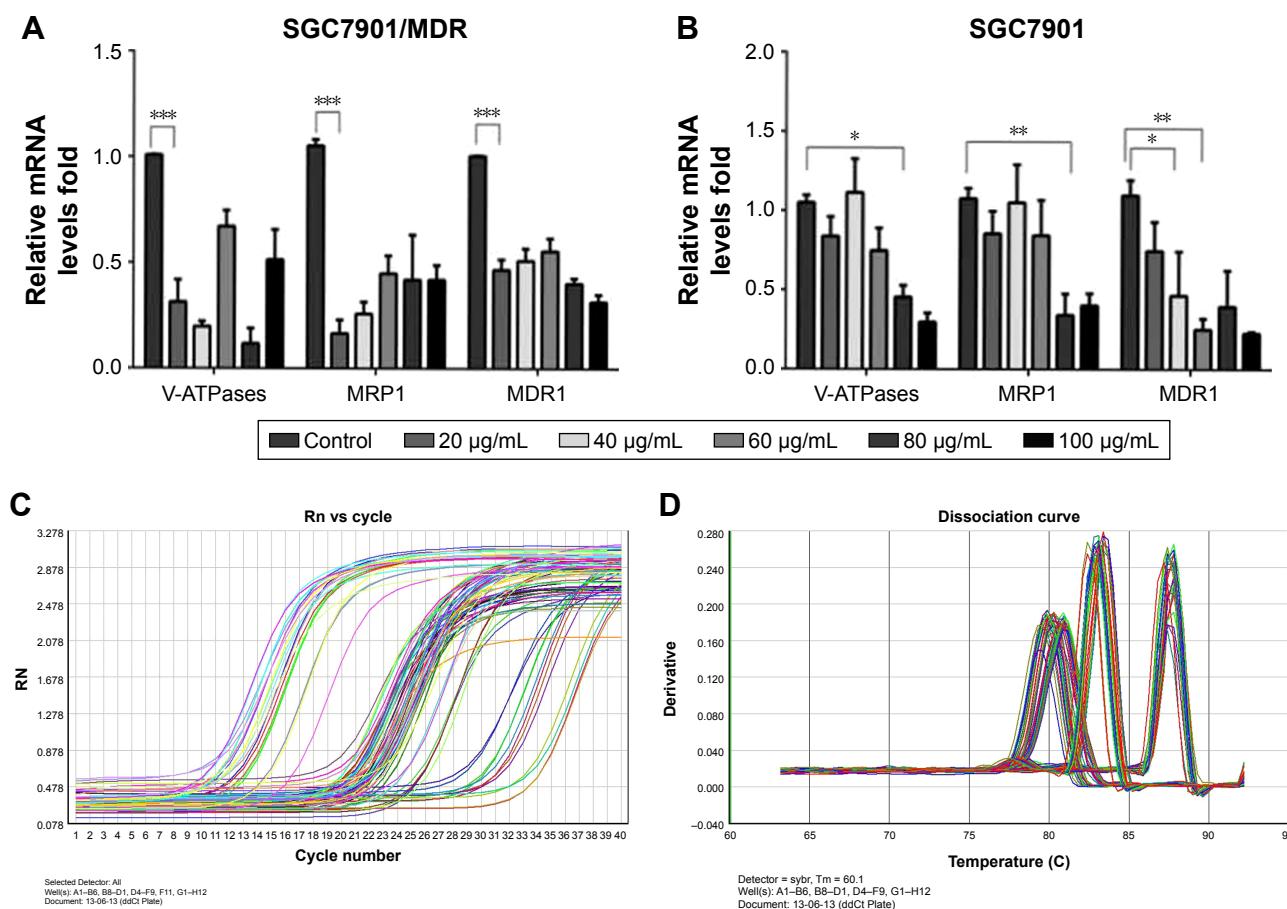 A
SGC7901/MDR
Relative mRNA
levels fold
1.5
1.0
0.5
0.0
***
***
***
V-ATPases
MRP1
MDR1
B
SGC7901
Relative mRNA
levels fold
2.0
1.5
1.0
0.5
0.0
*
**
**
*
V-ATPases
MRP1
MDR1
Control
20 µg/mL
40 µg/mL
60 µg/mL
80 µg/mL
100 µg/mL
C
Rn vs cycle
RN
3.278
2.878
2.478
2.078
1.678
1.278
0.878
0.478
0.078
1 2 3 4 5 6 7 8 9 10 11 12 13 14 15 16 17 18 19 20 21 22 23 24 25 26 27 28 29 30 31 32 33 34 35 36 37 38 39 40
Cycle number
Selected Detector: All
Well(s): A1–B6, B8–D1, D4–F9, F11, G1–H12
Document: 13-06-13 (ddCt Plate)
D
Dissociation curve
Derivative
0.280
0.240
0.200
0.160
0.120
0.080
0.040
0.000
–0.040
60 65 70 75 80 85 90 9
Temperature (C)
Detector = sybr, Tm = 60.1
Well(s): A1–B6, B8–D1, D4–F9, G1–H12
Document: 13-06-13 (ddCt Plate)